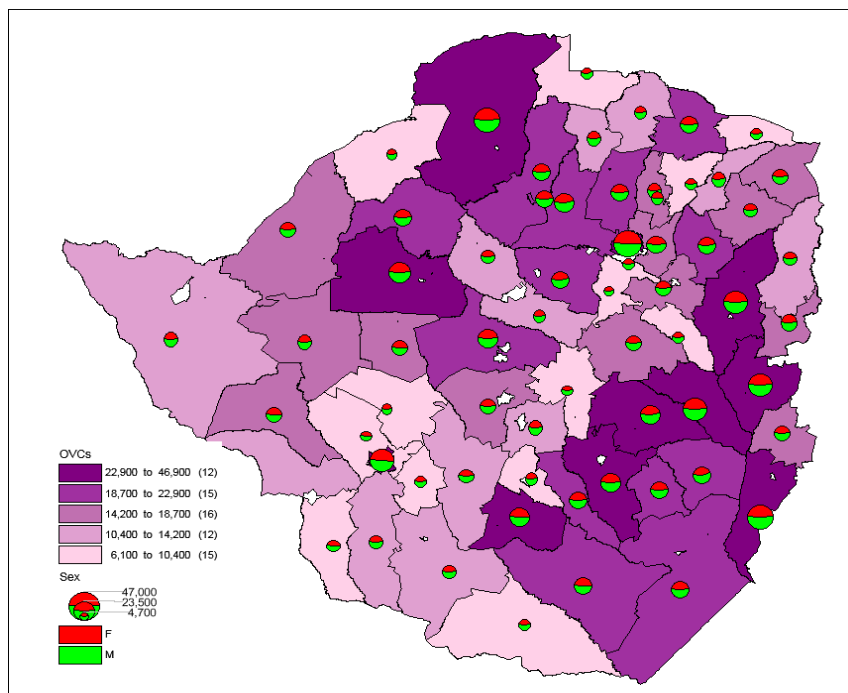 OVCs
22,900 to 46,900 (12)
18,700 to 22,900 (15)
14,200 to 18,700 (16)
10,400 to 14,200 (12)
6,100 to 10,400 (15)
Sex
47,000
23,500
4,700
F
M